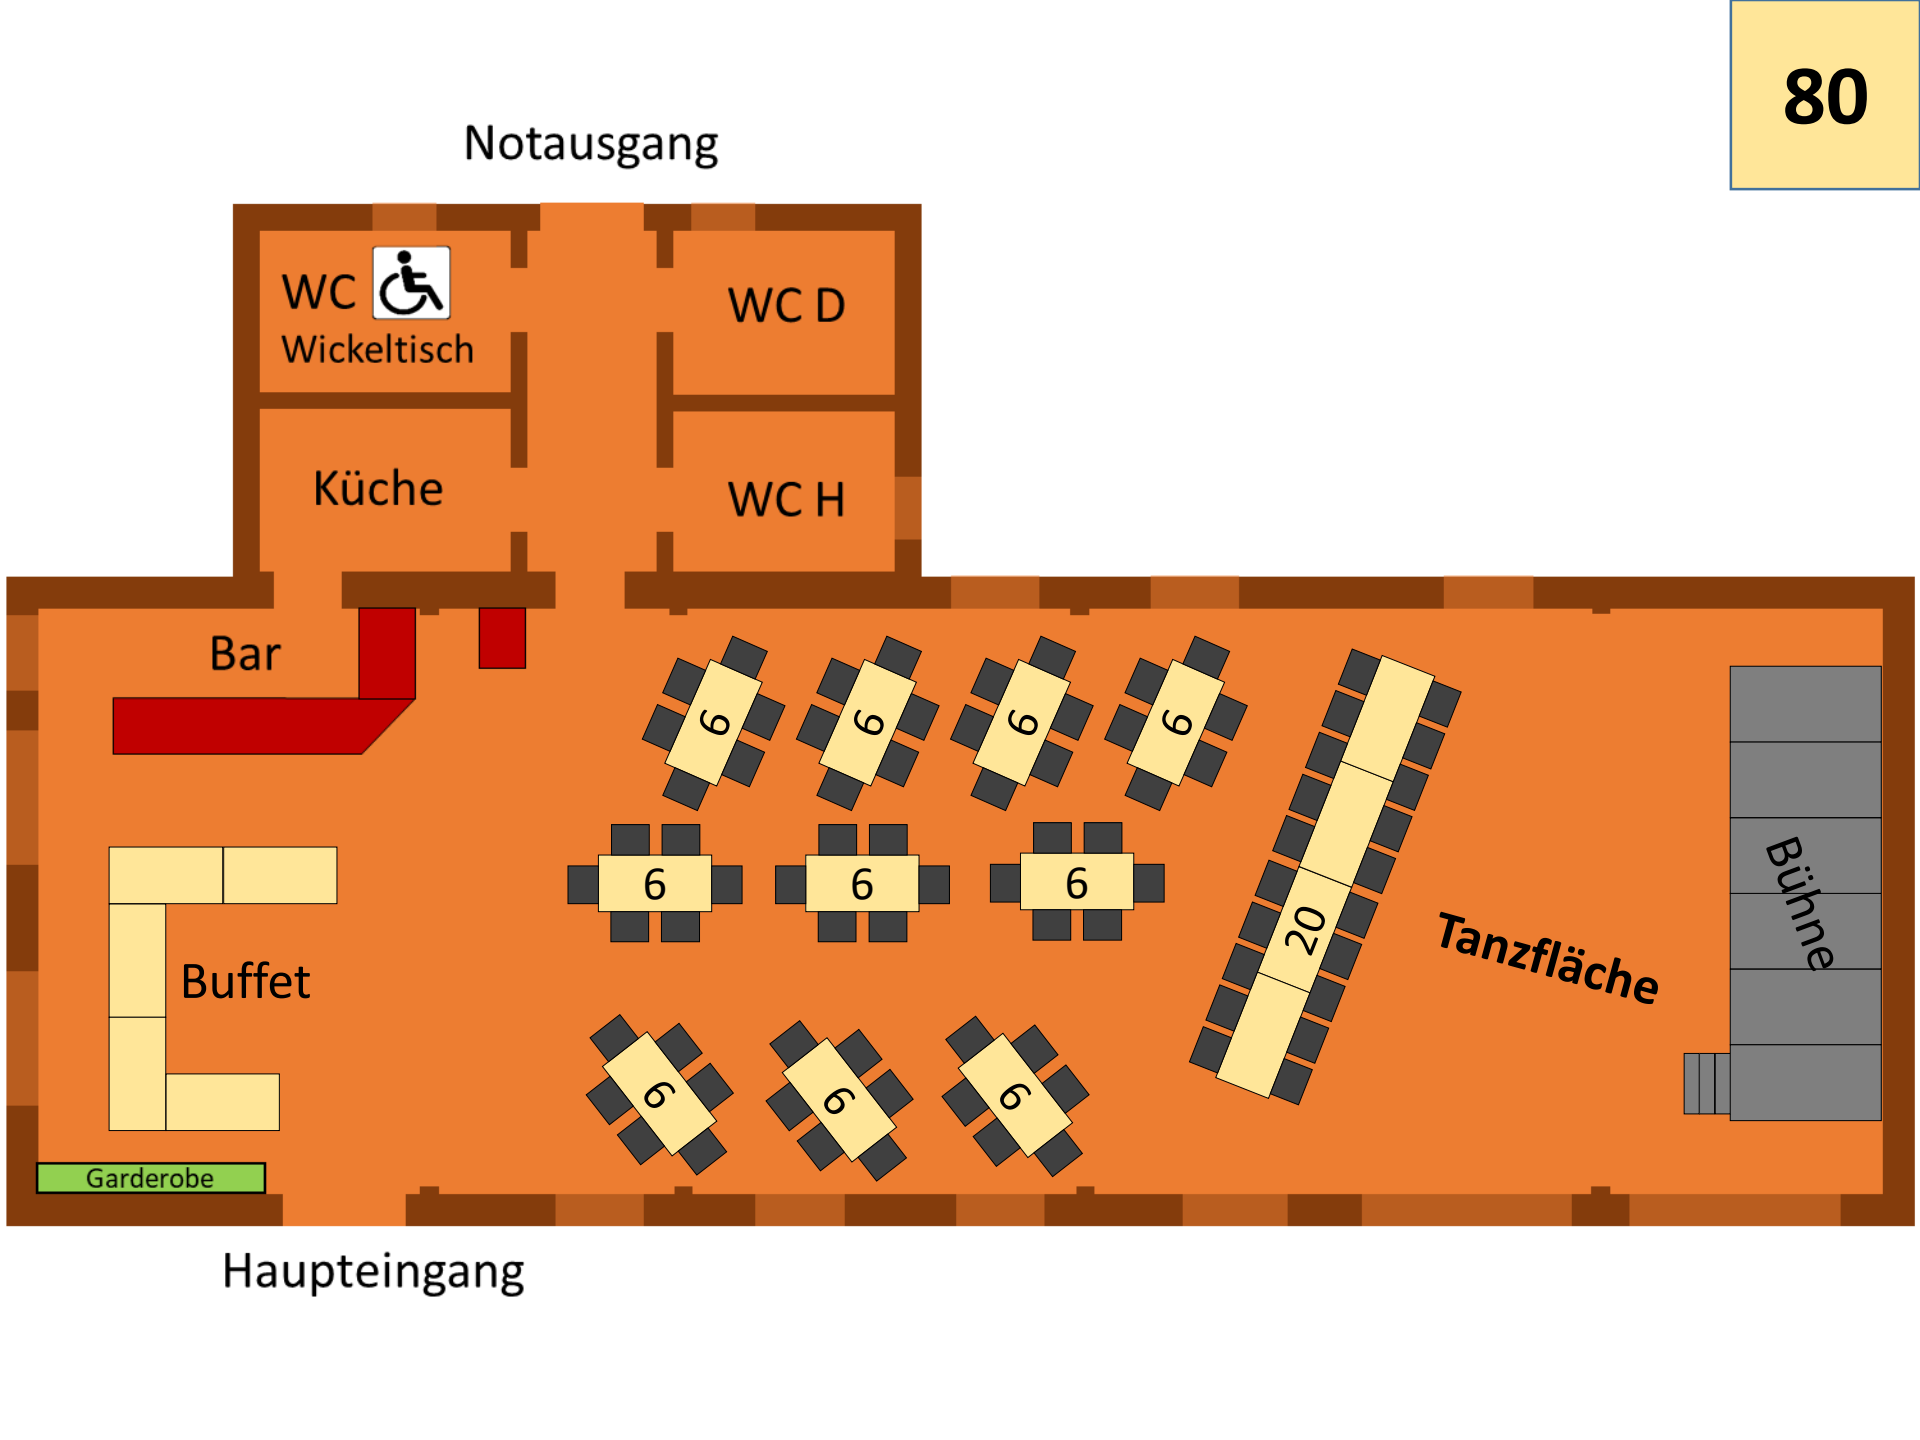 80
Notausgang
WC
Wickeltisch
WC D
Küche
WC H
Bar
6
6
6
6
6
6
6
20
Tanzfläche
Bühne
Buffet
6
6
6
Garderobe
Haupteingang